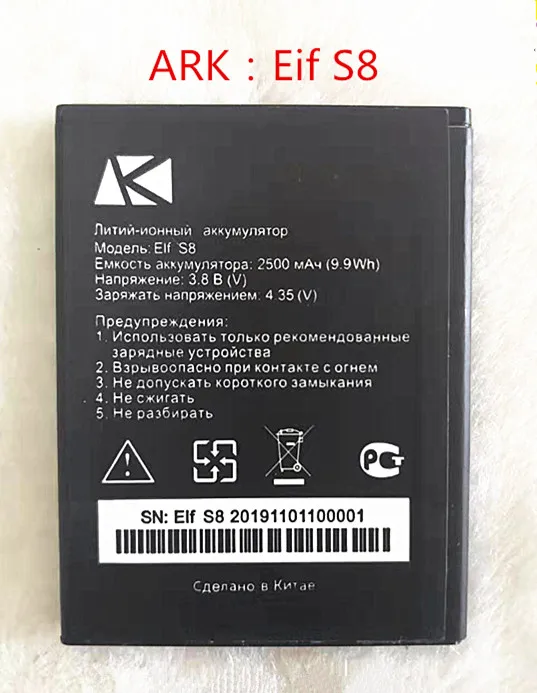 ARK：Eif S8
AK
Литий-ионный аккумулятор
Модель: Elf S8
Емкость аккумулятора: 2500 мАч (9.9Wh)
Напряжение: 3.8 В (V)
Заряжать напряжением: 4.35 (V)
Предупреждения:
1. Использовать только рекомендованные
зарядные устройства
2. Взрывоопасно при контакте с огнем
3. Не допускать короткого замыкания
4. Не сжигать
5. Не разбирать
РСТ
SN: Elf S8 20191101100001
Сделано в Китае